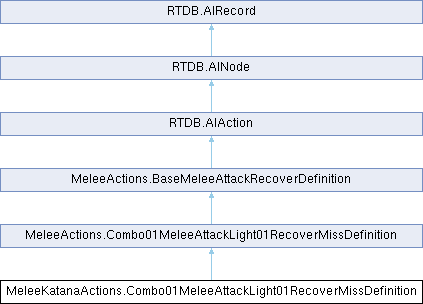 RTDB.AIRecord
RTDB.AINode
RTDB.AIAction
MeleeActions.BaseMeleeAttackRecoverDefinition
MeleeActions.Combo01MeleeAttackLight01RecoverMissDefinition
MeleeKatanaActions.Combo01MeleeAttackLight01RecoverMissDefinition